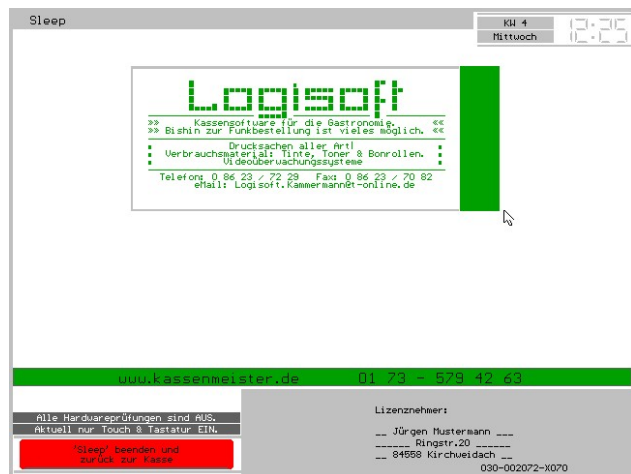 Sleep
KW 4
Mittwoch
12:25
Logisoft
>> Kassensoftware für die Gastronomie. <<
>> Bishin zur Funkbestellung ist vieles möglich. <<
Drucksachen aller Art!
Verbrauchsmaterial: Tinte, Toner & Bonrollen.
Videoüberwachungssysteme
Telefon: 0 86 23 / 72 29 Fax: 0 86 23 / 70 82
eMail: Logisoft.Kammermann@t-online.de
www.kassenmeister.de 01 73 - 579 42 63
Alle Hardwareprüfungen sind AUS.
Aktuell nur Touch & Tastatur EIN.
'Sleep' beenden und
zurück zur Kasse
Lizenznehmer:
__ Jürgen Mustermann ___
______ Ringstr.20 ______
__ 84558 Kirchweidach __
030-002072-X070